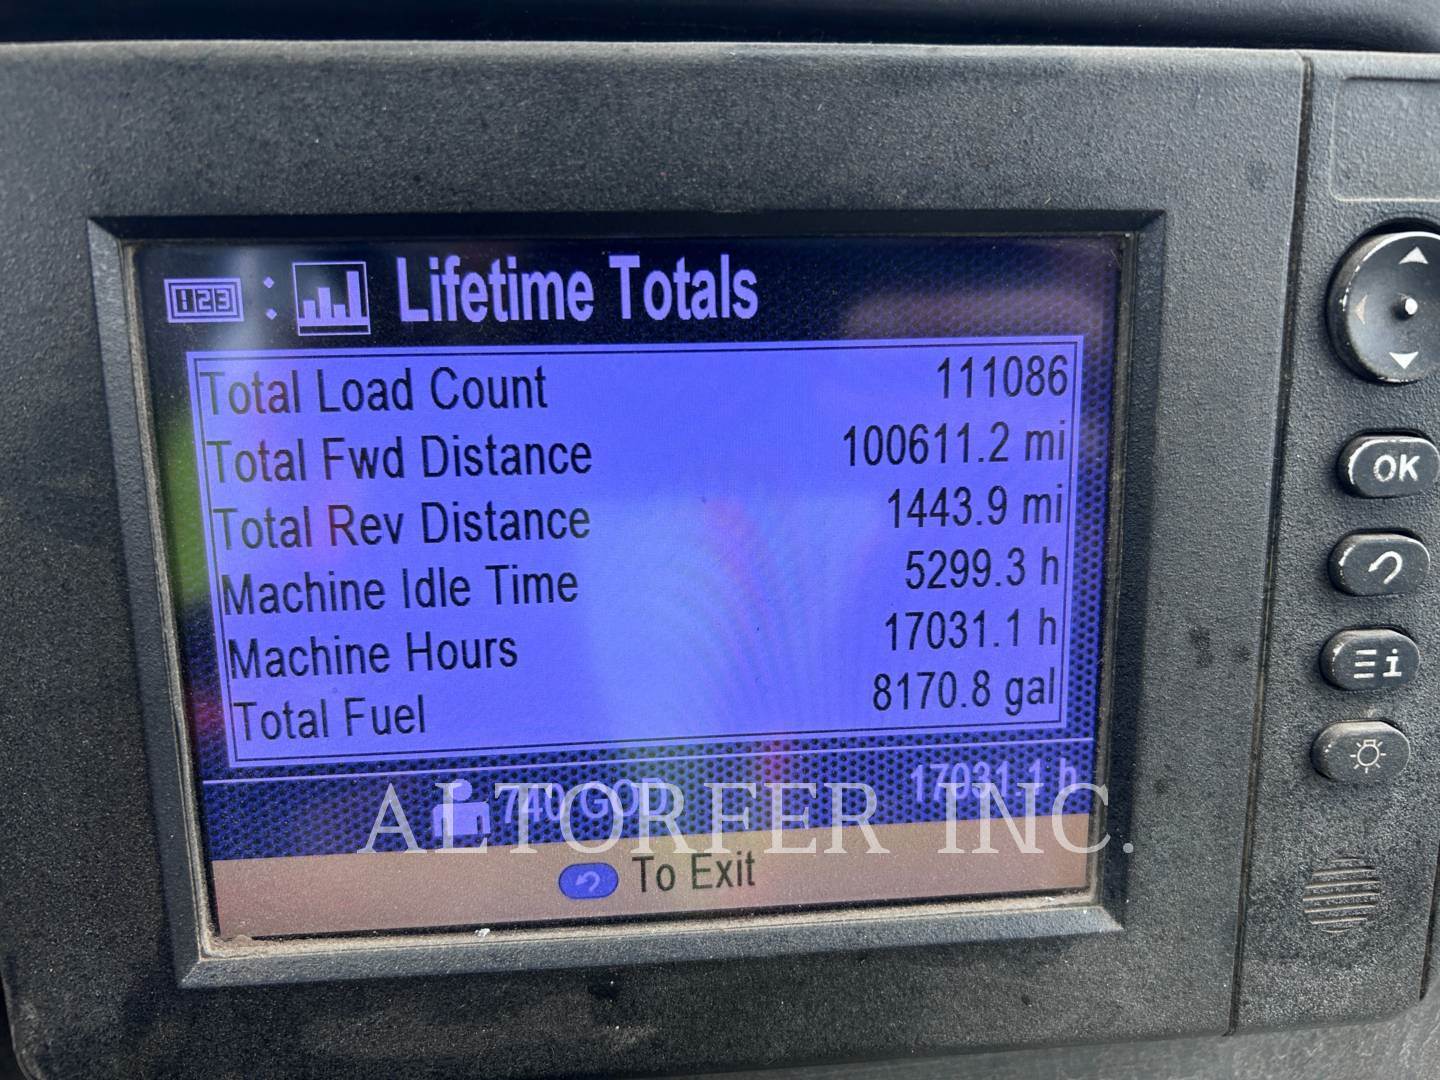 123 : Lifetime Totals
Total Load Count 111086
Total Fwd Distance 100611.2 mi
Total Rev Distance 1443.9 mi
Machine Idle Time 5299.3 h
Machine Hours 17031.1 h
Total Fuel 8170.8 gal
740 17031.1 h
ALTORFER INC.
To Exit
OK
i